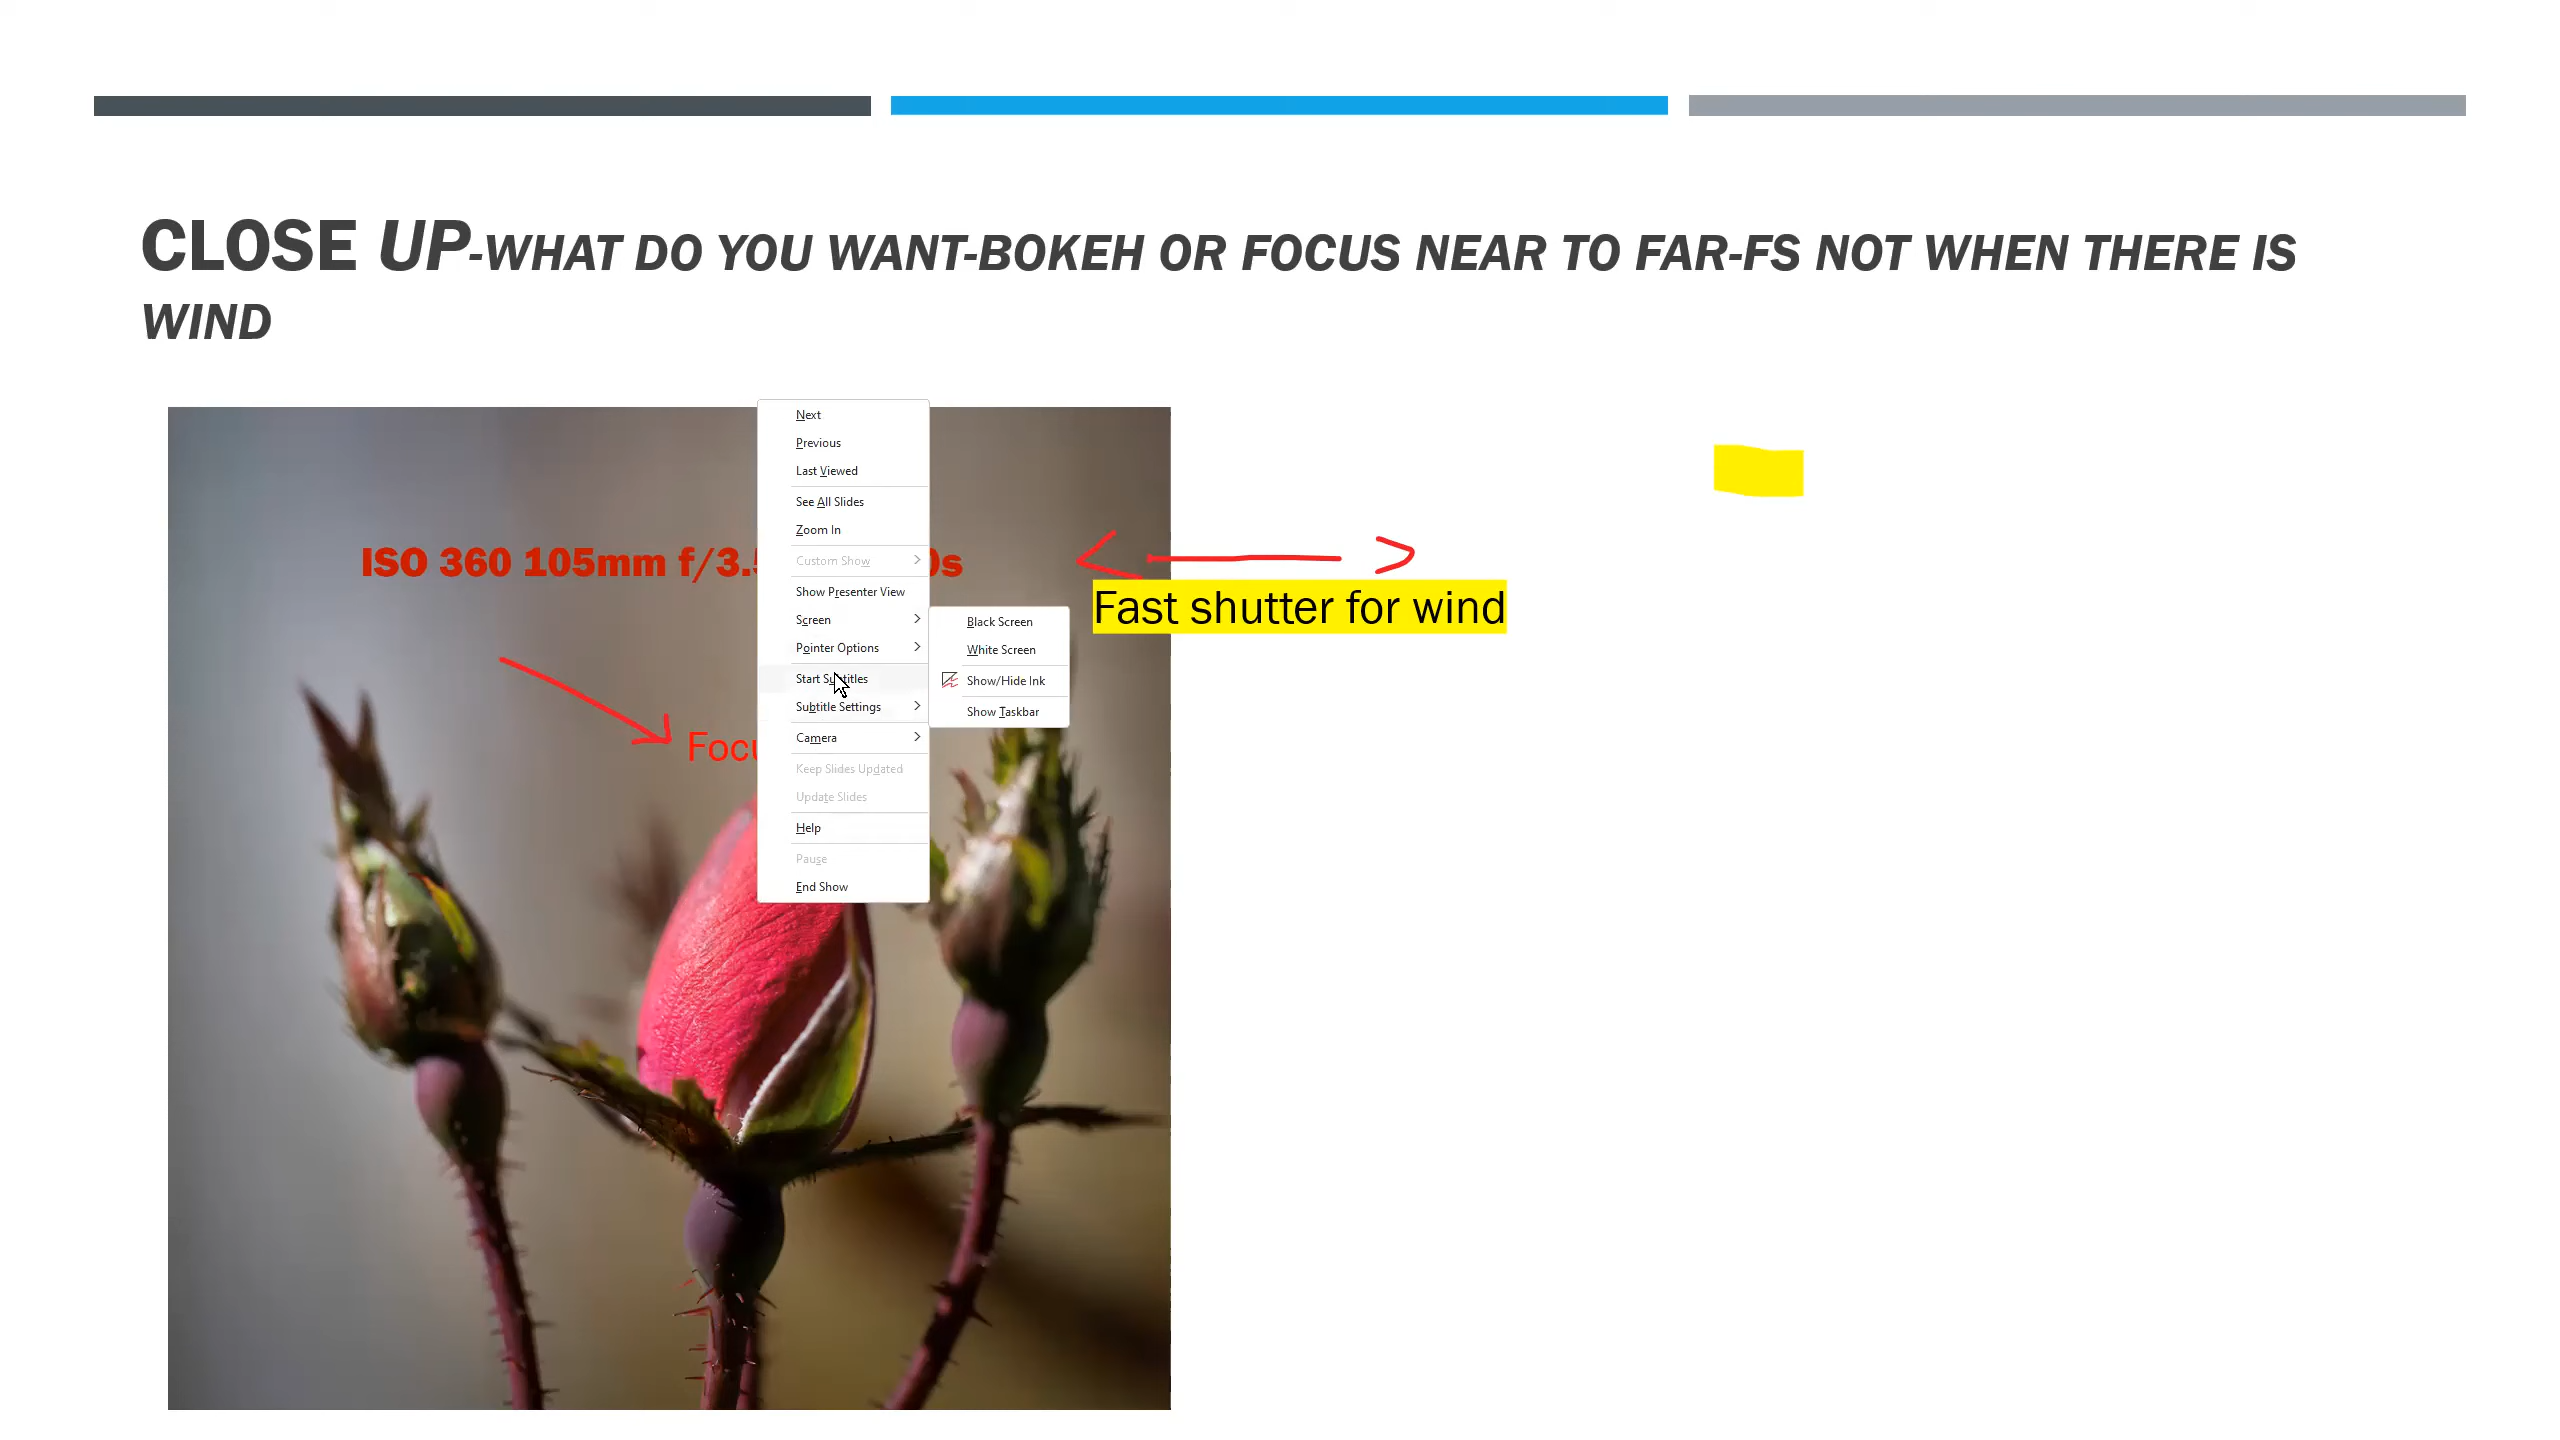 CLOSE UP-WHAT DO YOU WANT-BOKEH OR FOCUS NEAR TO FAR-FS NOT WHEN THERE IS
WIND
Next
Previous
Last Viewed
See All Slides
Zoom In
ISO 360 105mm
Custom Show
Show Presenter View
Fast shutter for wind
Screen
Black Screen
Pointer Options
White Screen
Start Subtitles
Show/Hide Ink
Subtitle Settings
Show Taskbar
Camera
Keep Slides Updated
Update Slides
Help
Pause
End Show